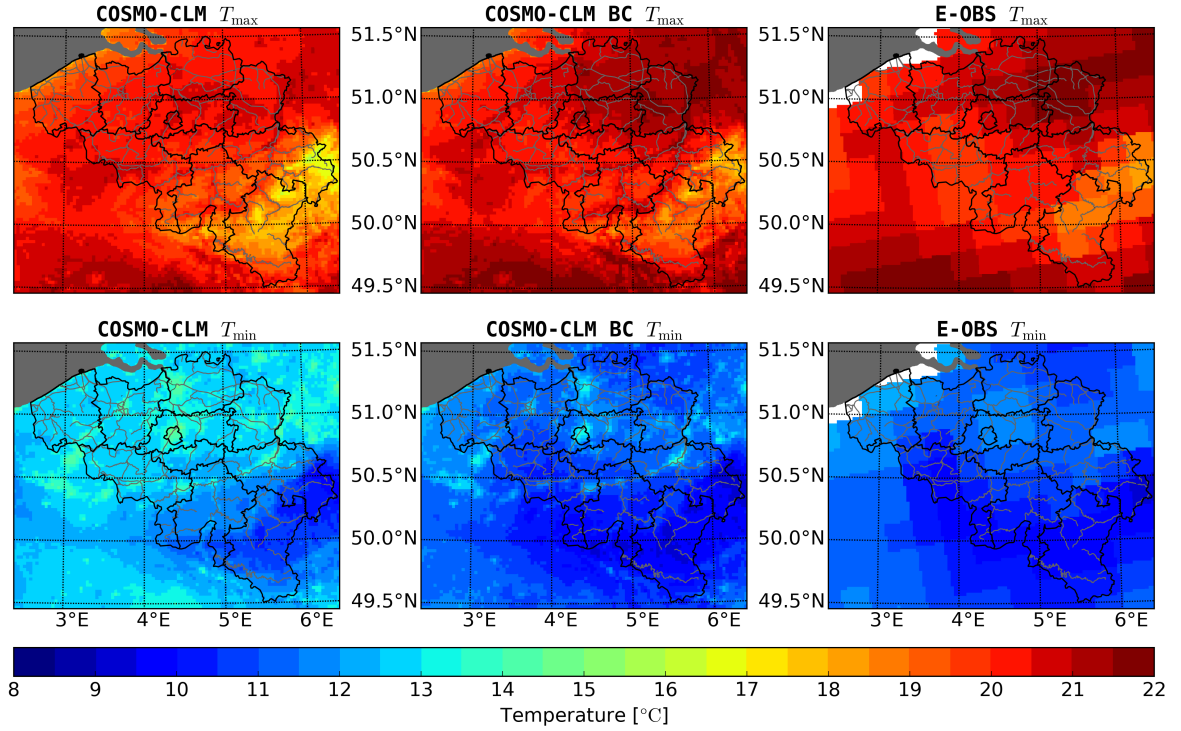 COSMO-CLM Tmax
COSMO-CLM BC Tmax
E-OBS Tmax
51.5°N
51.0°N
50.5°N
50.0°N
49.5°N
51.5°N
51.0°N
50.5°N
50.0°N
49.5°N
COSMO-CLM Tmin
COSMO-CLM BC Tmin
E-OBS Tmin
51.5°N
51.0°N
50.5°N
50.0°N
49.5°N
51.5°N
51.0°N
50.5°N
50.0°N
49.5°N
3°E 4°E 5°E 6°E
3°E 4°E 5°E 6°E
3°E 4°E 5°E 6°E
8 9 10 11 12 13 14 15 16 17 18 19 20 21 22
Temperature [°C]